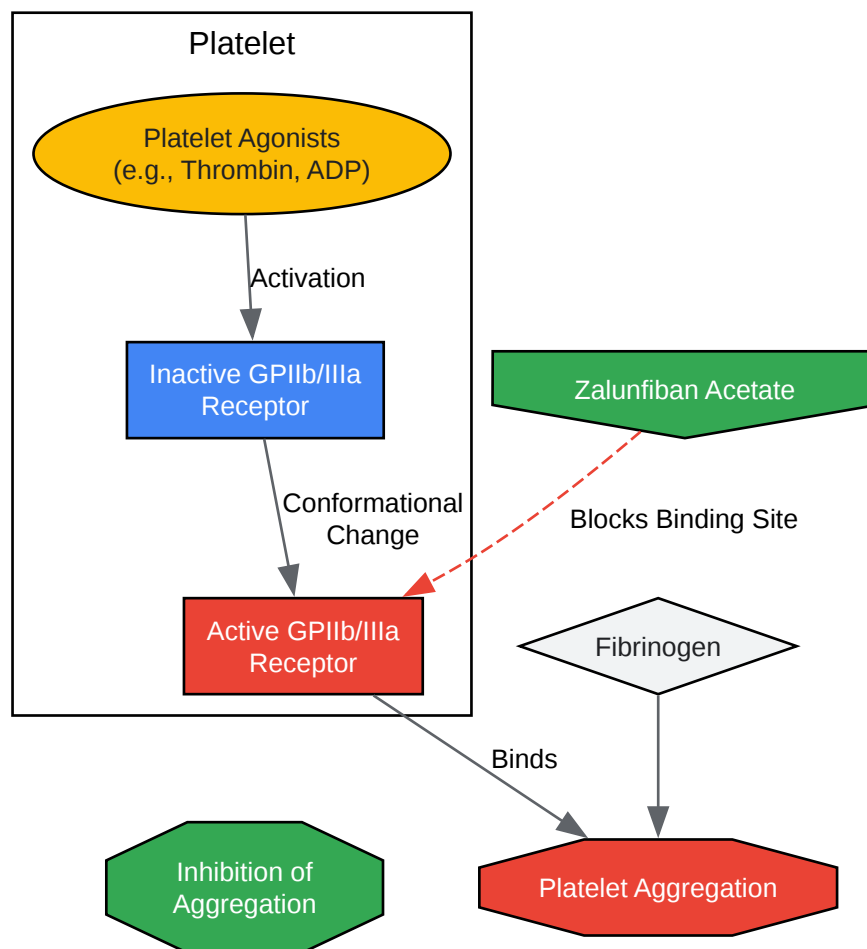 Platelet
Platelet Agonists
(e.g., Thrombin, ADP)
Activation
Inactive GPIIb/IIIa
Receptor
Zalunfiban Acetate
Conformational
Change
Blocks Binding Site
Active GPIIb/IIIa
Receptor
Fibrinogen
Binds
Inhibition of
Aggregation
Platelet Aggregation